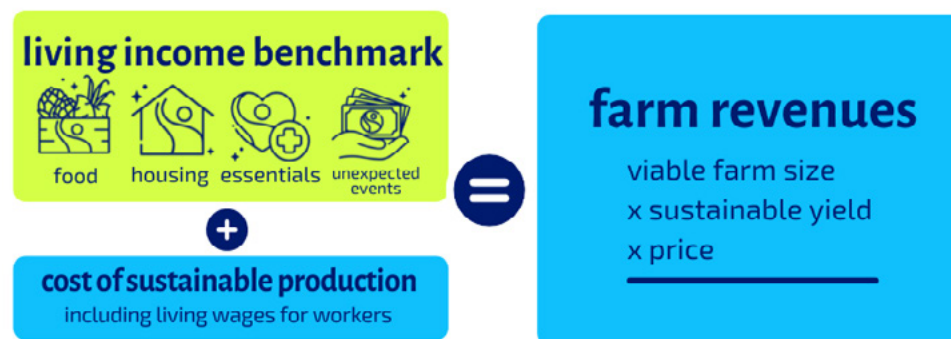 living income benchmark
food housing essentials unexpected events
+
cost of sustainable production
including living wages for workers
=
farm revenues
viable farm size
x sustainable yield
x price